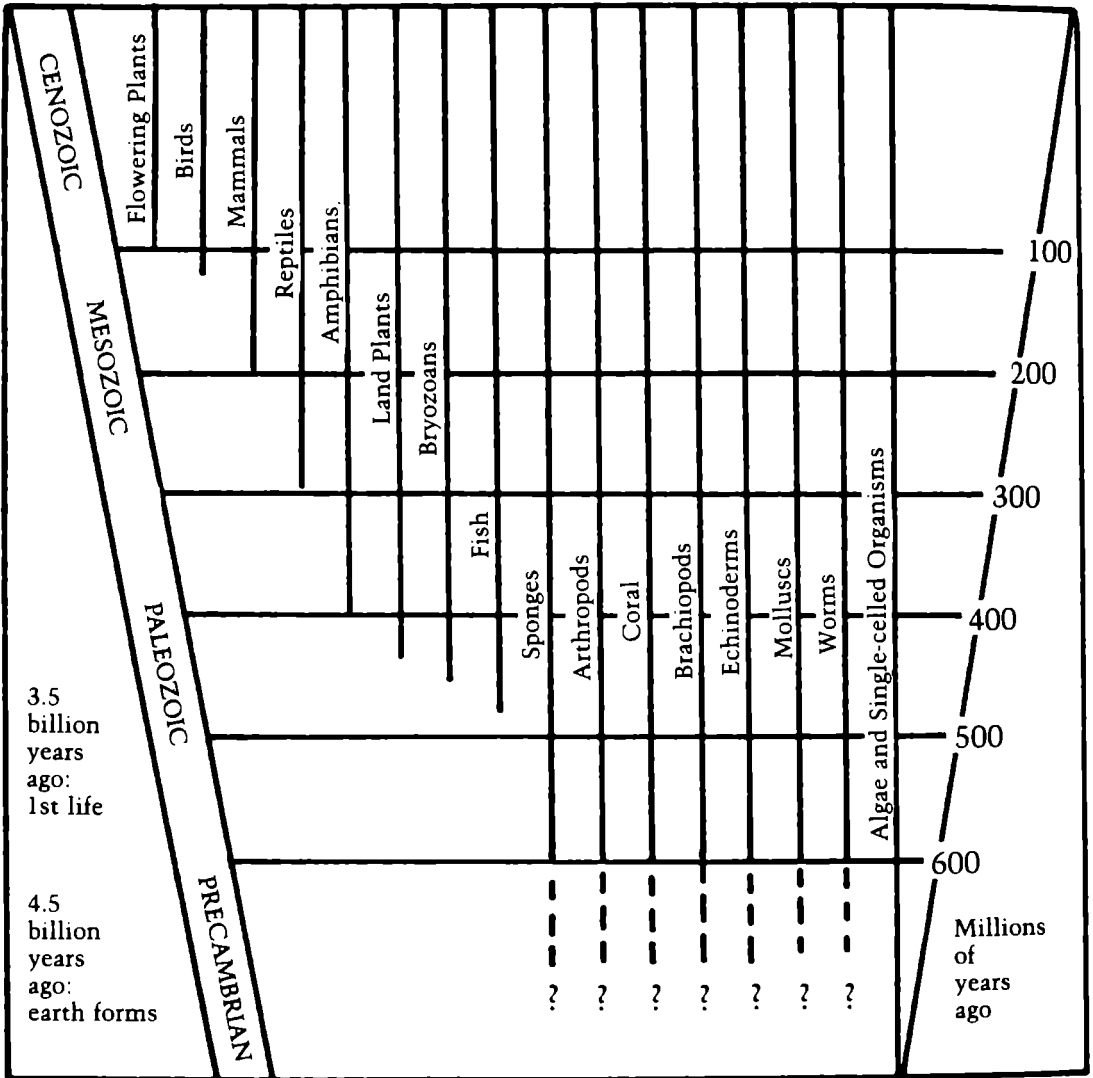 CENOZOIC
MESOZOIC
PALEOZOIC
PRECAMBRIAN
Flowering Plants
Birds
Mammals
Reptiles
Amphibians.
Land Plants
Bryozoans
Fish
Sponges
Arthropods
Coral
Brachiopods
Echinoderms
Molluscs
Worms
Algae and Single-celled Organisms
100
200
300
400
500
600
? ? ? ? ? ? ?
3.5
billion
years
ago:
1st life
4.5
billion
years
ago:
earth forms
Millions
of
years
ago